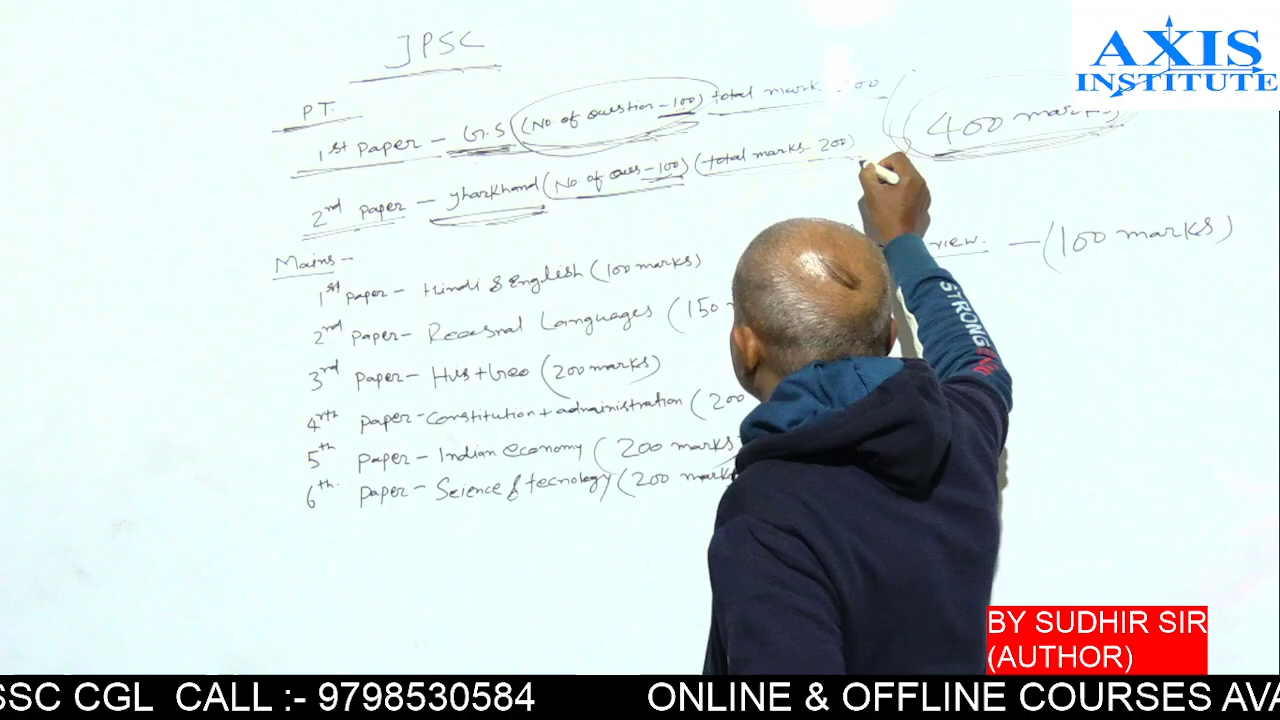 JPSC
AXIS
INSTITUTE
P.T.
1st Paper - G.S (No. of question - 100) total mark 200
(400 marks)
2nd Paper - Jharkhand (No. of ques - 100) (total marks - 200)
view. - (100 marks)
Mains -
1st Paper - Hindi & English (100 marks)
2nd Paper - Languages (150
3rd Paper - His + Geo (200 marks)
4rth Paper - Constitution + administration (200
5th Paper - Indian economy (200 marks
6th. Paper - Science & tecnology (200 marks
STRONG
BY SUDHIR SIR
(AUTHOR)
SSC CGL CALL :- 9798530584 ONLINE & OFFLINE COURSES AVA